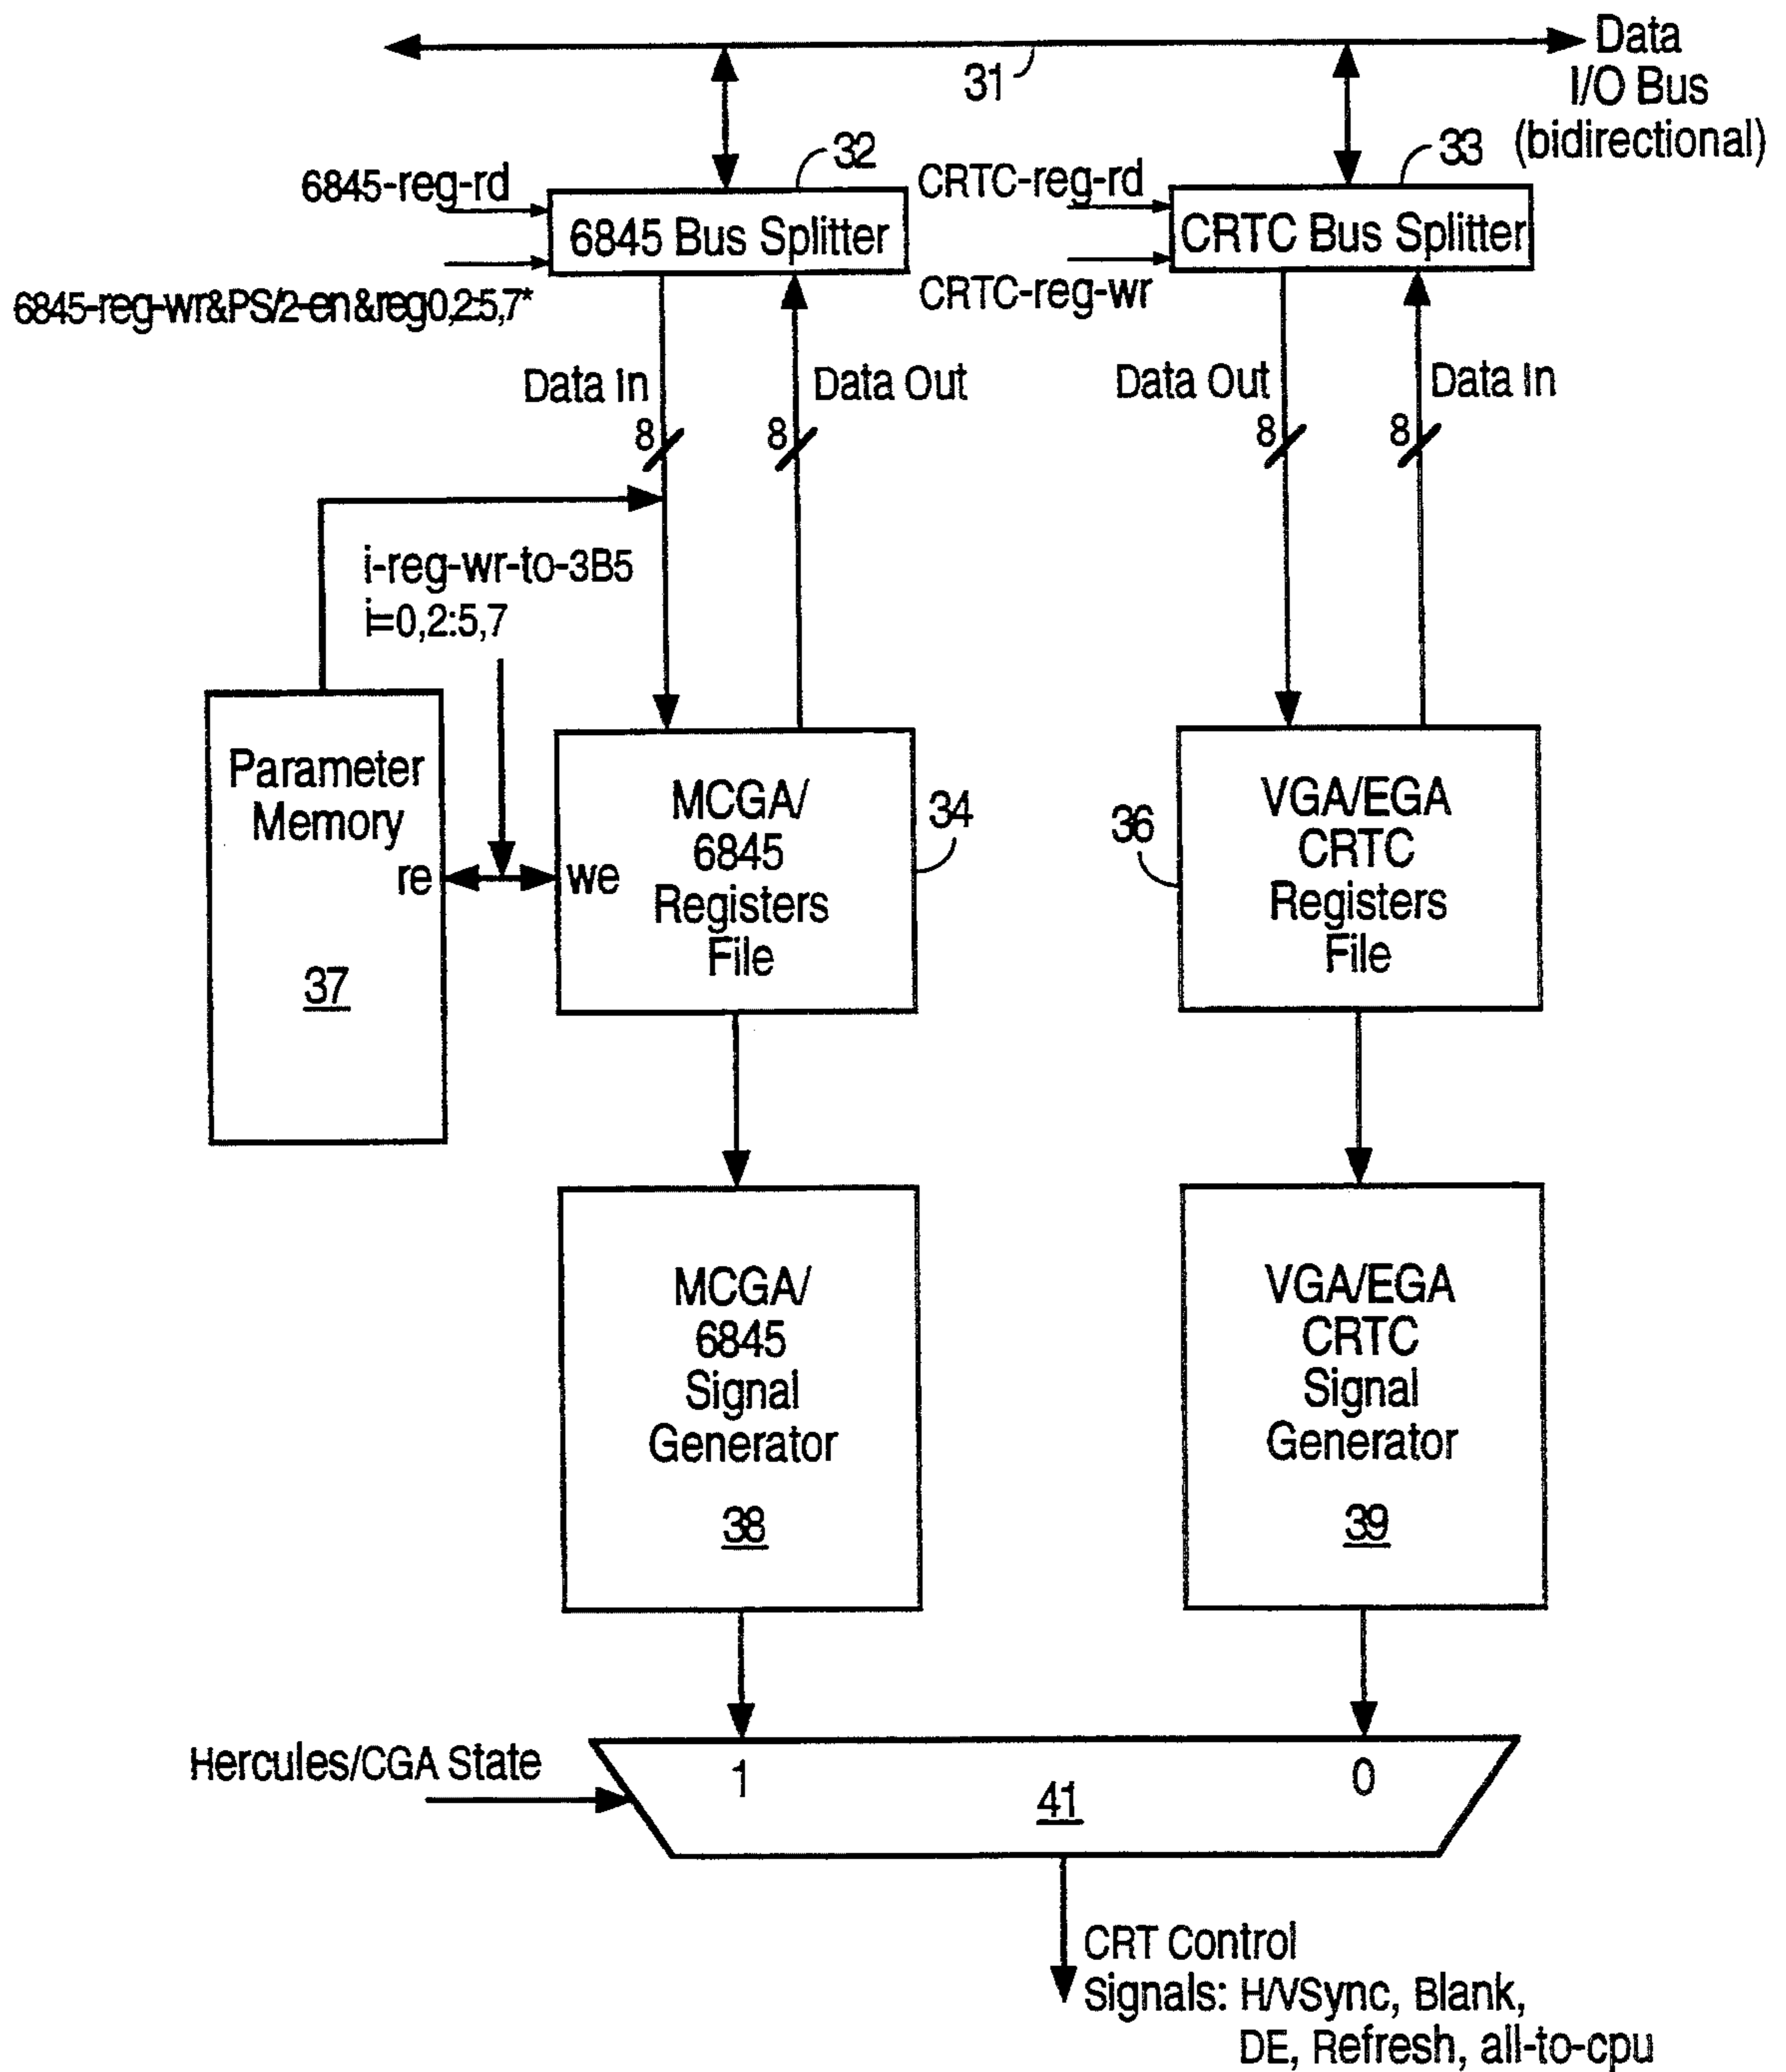 Data
31
I/O Bus
(bidirectional)
32
33
6845-reg-rd
CRTC-reg-rd
6845 Bus Splitter
CRTC Bus Splitter
6845-reg-wr&PS/2-en&reg0,2:5,7*
CRTC-reg-wr
Data In
Data Out
Data Out
Data In
8
8
8
8
i-reg-wr-to-3B5
i=0,2:5,7
Parameter
Memory
re
37
we
MCGA/
6845
Registers
File
34
36
VGA/EGA
CRTC
Registers
File
MCGA/
6845
Signal
Generator
38
VGA/EGA
CRTC
Signal
Generator
39
Hercules/CGA State
1
41
0
CRT Control
Signals: H/VSync, Blank,
DE, Refresh, all-to-cpu